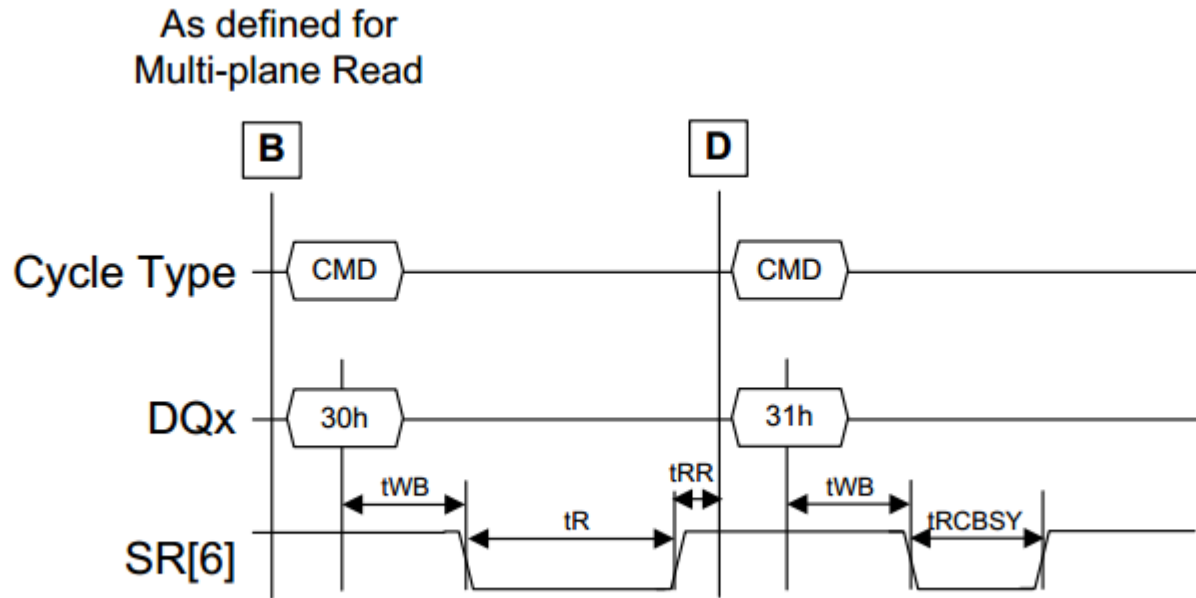 As defined for
Multi-plane Read
B
D
Cycle Type
CMD
CMD
DQx
30h
31h
tWB
tR
tRR
tWB
tRCBSY
SR[6]